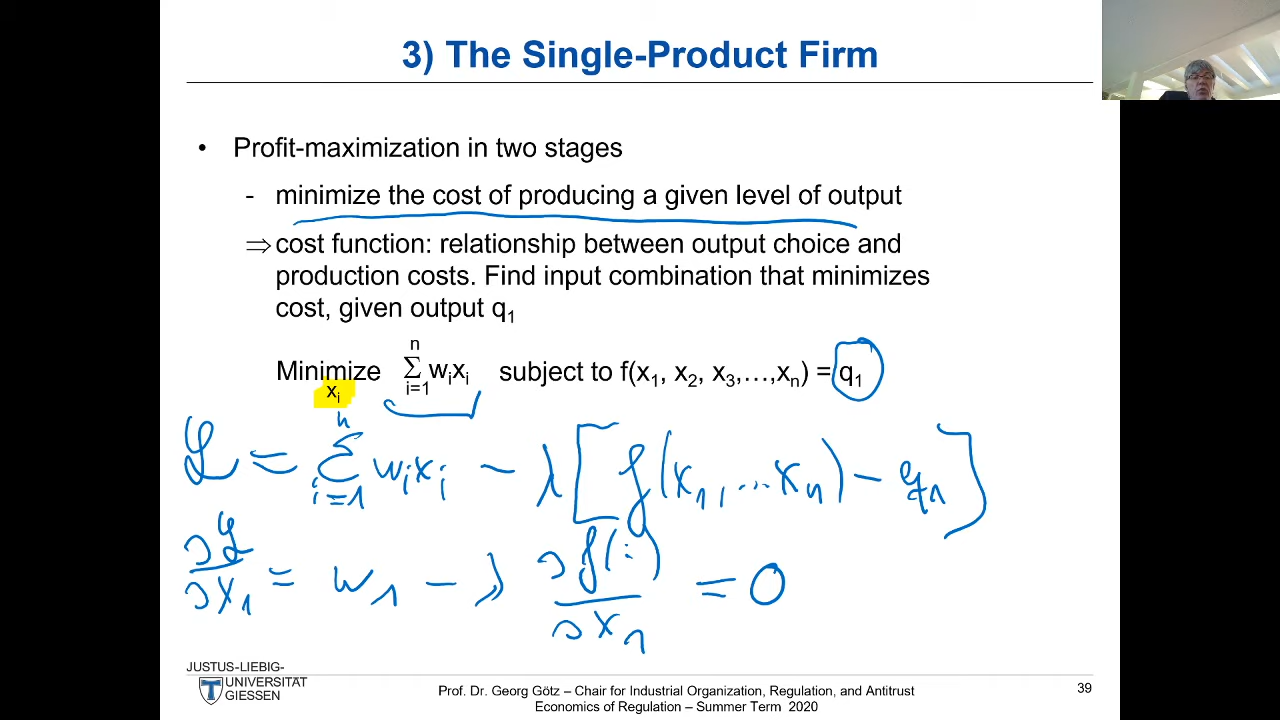 3) The Single-Product Firm
• Profit-maximization in two stages
- minimize the cost of producing a given level of output
⇒ cost function: relationship between output choice and
production costs. Find input combination that minimizes
cost, given output q₁
Minimize Σ wᵢxᵢ subject to f(x₁, x₂, x₃,…,xₙ) = q₁
n
i=1
xᵢ
ℒ = Σ wᵢxᵢ − λ[f(x₁, … xₙ) − q₁]
n
i=1
∂ℒ/∂x₁ = w₁ − λ ∂f(:)/∂x₁ = 0
JUSTUS-LIEBIG-
UNIVERSITÄT
GIESSEN
Prof. Dr. Georg Götz – Chair for Industrial Organization, Regulation, and Antitrust
Economics of Regulation – Summer Term 2020
39